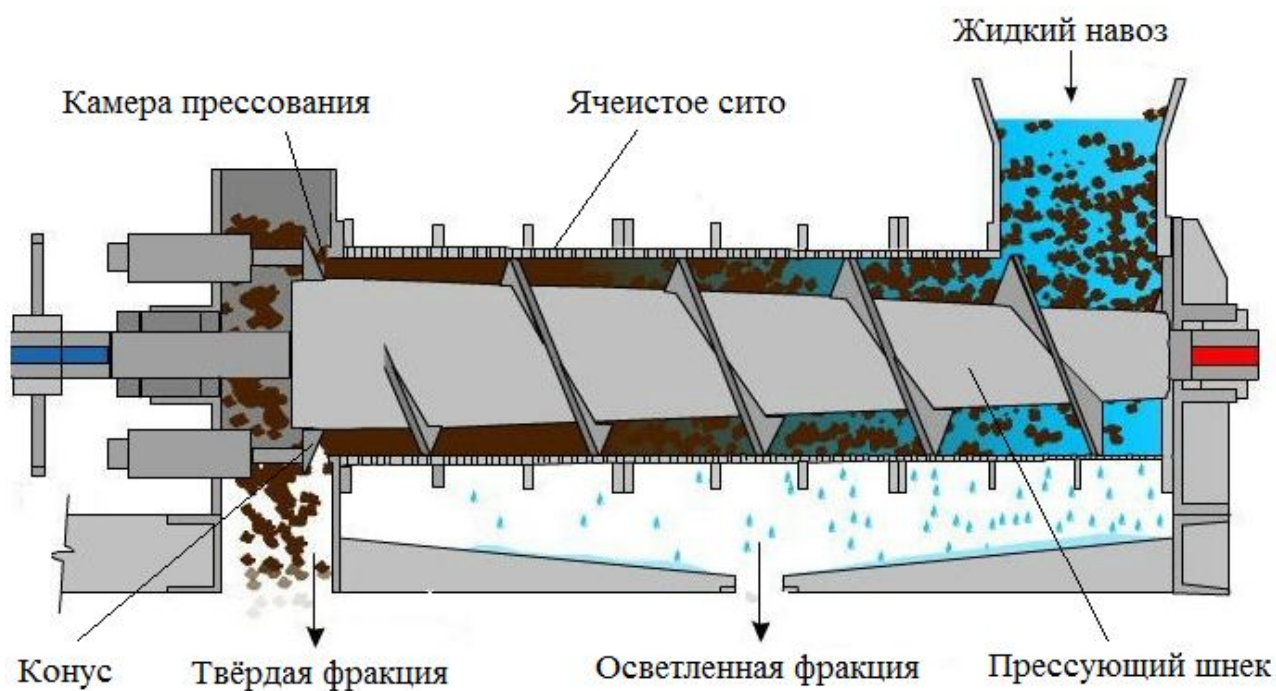 Жидкий навоз
Камера прессования
Ячеистое сито
Конус
Твёрдая фракция
Осветленная фракция
Прессующий шнек